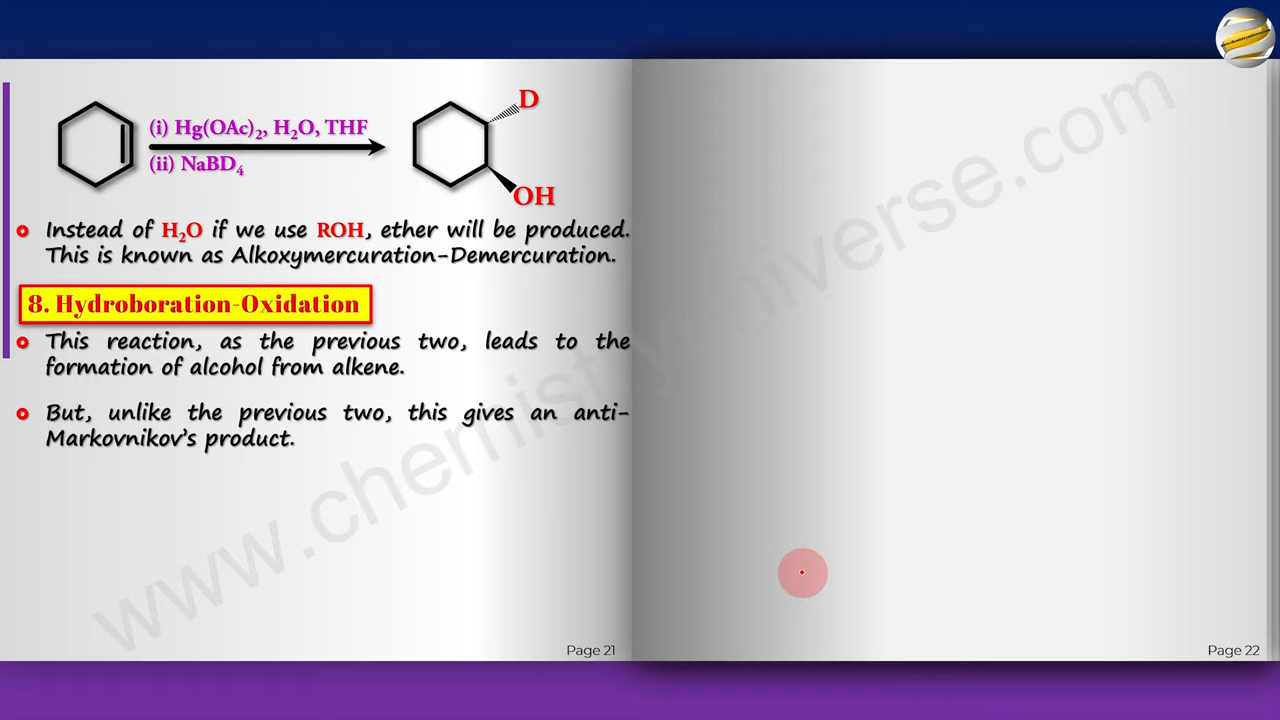 (i) Hg(OAc)₂, H₂O, THF
(ii) NaBD₄
D
OH
Instead of H₂O if we use ROH, ether will be produced.
This is known as Alkoxymercuration-Demercuration.
8. Hydroboration-Oxidation
This reaction, as the previous two, leads to the
formation of alcohol from alkene.
But, unlike the previous two, this gives an anti-
Markovnikov's product.
Page 21
Page 22